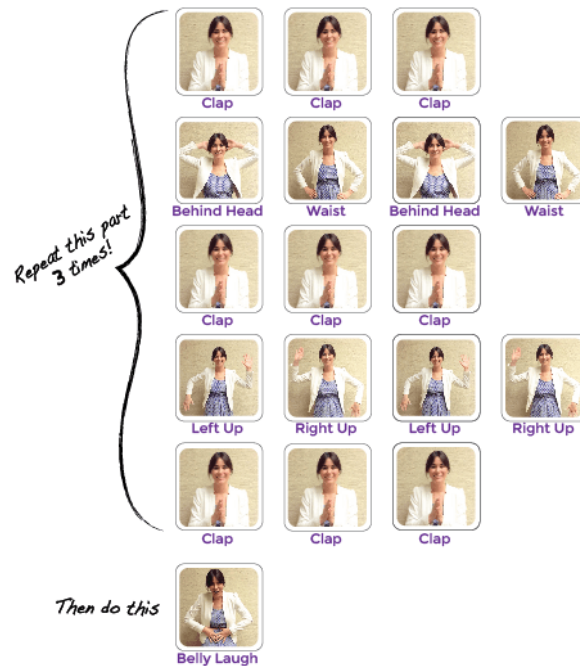 Clap Clap Clap
Behind Head Waist Behind Head Waist
Repeat this part
3 times!
Clap Clap Clap
Left Up Right Up Left Up Right Up
Clap Clap Clap
Then do this
Belly Laugh